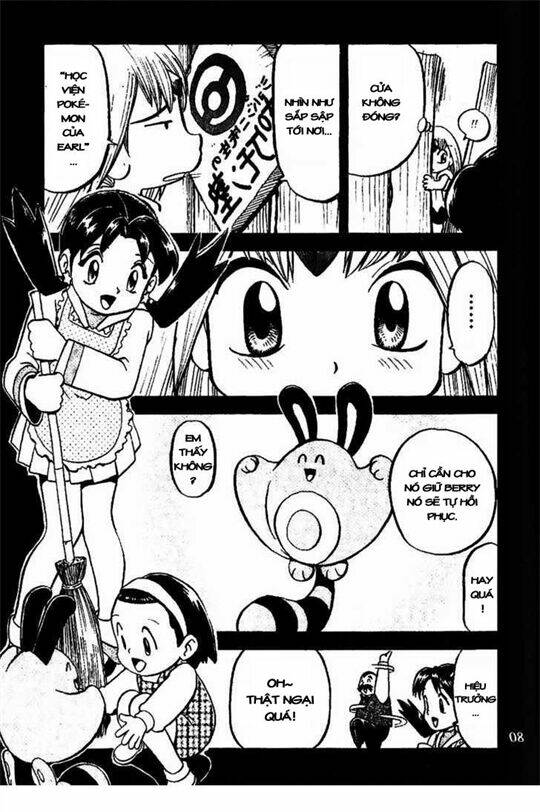 CỬA
KHÔNG
ĐÓNG?
!!
NHÌN NHƯ
SẮP SẬP
TỚI NƠI...
"HỌC
VIỆN
POKÉ-
MON
CỦA
EARL"
...
......
CHỈ CẦN CHO
NÓ GIỮ BERRY
NÓ SẼ TỰ HỒI
PHỤC.
EM
THẤY
KHÔNG
?
HAY
QUÁ
!
HIỆU
TRƯỞNG
...
OH~
THẬT NGẠI
QUÁ!
08